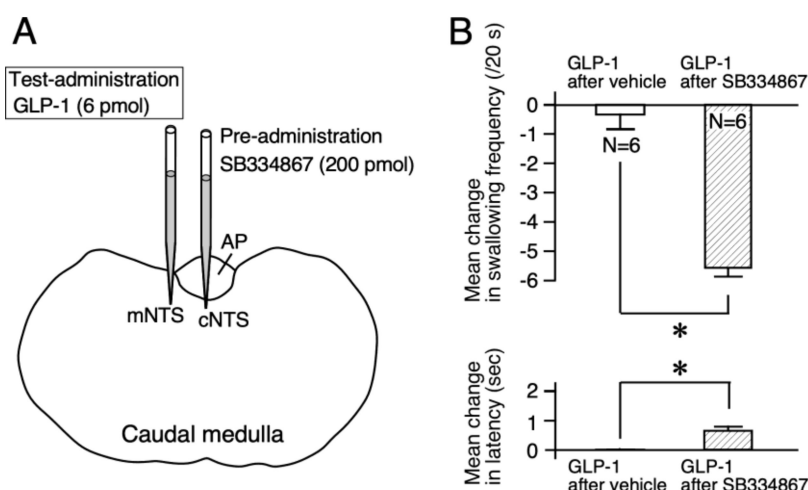 A
Test-administration
GLP-1 (6 pmol)
Pre-administration
SB334867 (200 pmol)
AP
mNTS
cNTS
Caudal medulla
B
Mean change
in swallowing frequency (/20 s)
GLP-1
after vehicle
GLP-1
after SB334867
0
-1
-2
-3
-4
-5
-6
N=6
N=6
*
Mean change
in latency (sec)
*
2
1
0
GLP-1
after vehicle
GLP-1
after SB334867